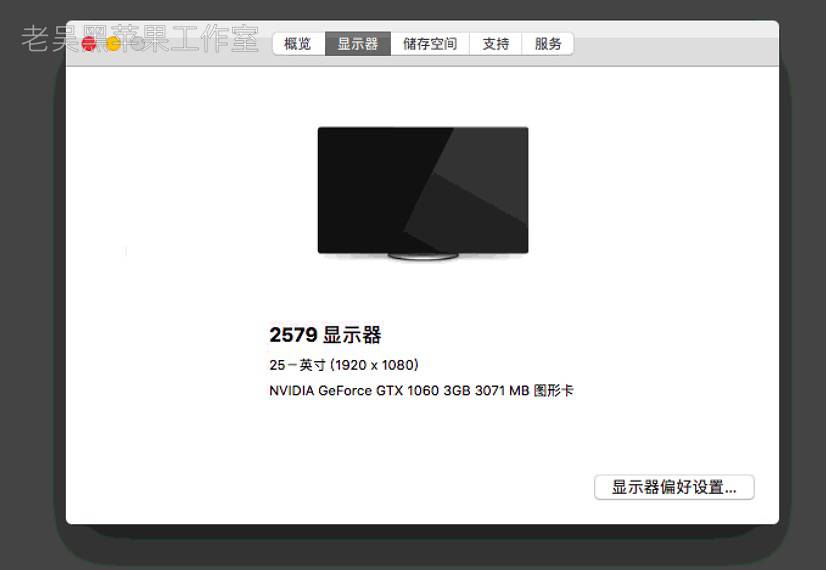 老吴黑苹果工作室
概览 显示器 储存空间 支持 服务
2579 显示器
25－英寸 (1920 x 1080)
NVIDIA GeForce GTX 1060 3GB 3071 MB 图形卡
显示器偏好设置...